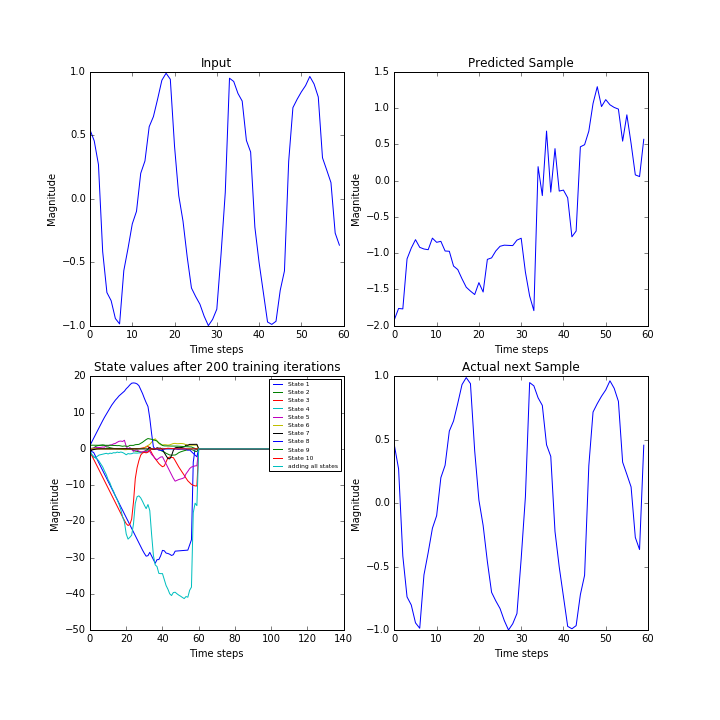 Input
1.0
0.5
0.0
−0.5
−1.0
Magnitude
0 10 20 30 40 50 60
Time steps
Predicted Sample
1.5
1.0
0.5
0.0
−0.5
−1.0
−1.5
−2.0
Magnitude
0 10 20 30 40 50 60
Time steps
State values after 200 training iterations
20
10
0
−10
−20
−30
−40
−50
Magnitude
0 20 40 60 80 100 120 140
Time steps
State 1
State 2
State 3
State 4
State 5
State 6
State 7
State 8
State 9
State 10
adding all states
Actual next Sample
1.0
0.5
0.0
−0.5
−1.0
Magnitude
0 10 20 30 40 50 60
Time steps